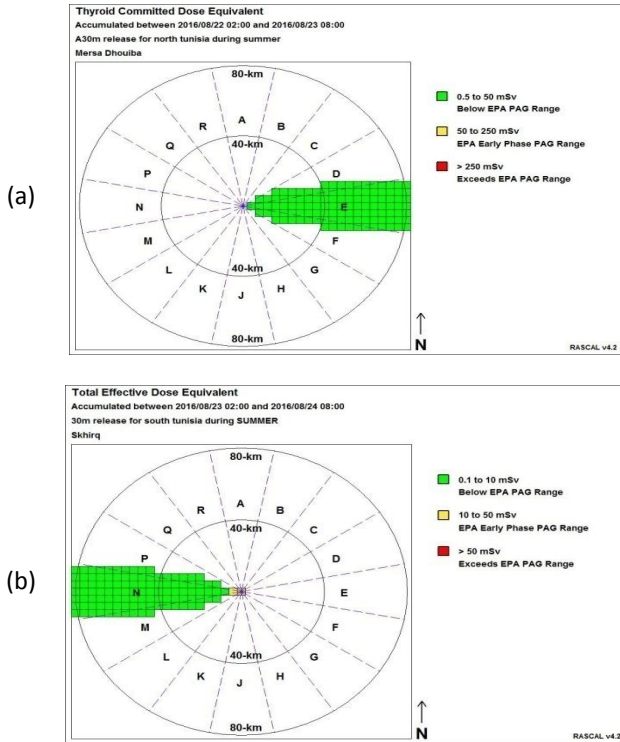 (a)
Thyroid Committed Dose Equivalent
Accumulated between 2016/08/22 02:00 and 2016/08/23 08:00
A30m release for north tunisia during summer
Mersa Dhouiba
80-km
R A B
Q C
40-km
P D
N E
M F
L G
K J H
40-km
80-km
0.5 to 50 mSv
Below EPA PAG Range
50 to 250 mSv
EPA Early Phase PAG Range
> 250 mSv
Exceeds EPA PAG Range
N
RASCAL v4.2
(b)
Total Effective Dose Equivalent
Accumulated between 2016/08/23 02:00 and 2016/08/24 08:00
30m release for south tunisia during SUMMER
Skhirq
80-km
R A B
Q C
40-km
P D
N E
M F
L G
40-km
K J H
80-km
0.1 to 10 mSv
Below EPA PAG Range
10 to 50 mSv
EPA Early Phase PAG Range
> 50 mSv
Exceeds EPA PAG Range
N
RASCAL v4.2